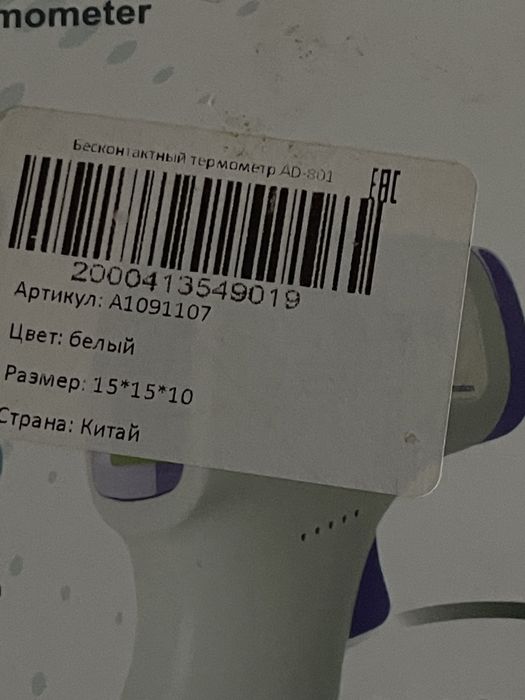 mometer
Бесконтактный термометр AD-801
EAC
2000413549019
Артикул: A1091107
Цвет: белый
Размер: 15*15*10
Страна: Китай